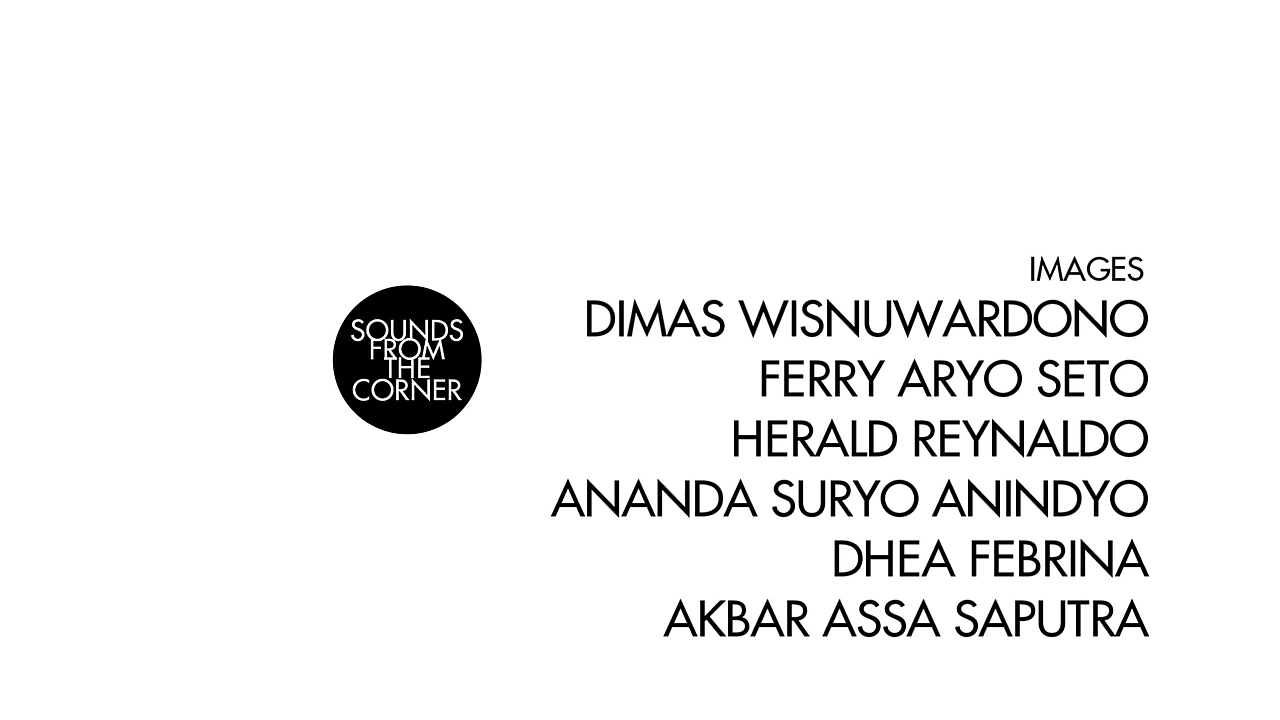 SOUNDS
FROM
THE
CORNER
IMAGES
DIMAS WISNUWARDONO
FERRY ARYO SETO
HERALD REYNALDO
ANANDA SURYO ANINDYO
DHEA FEBRINA
AKBAR ASSA SAPUTRA